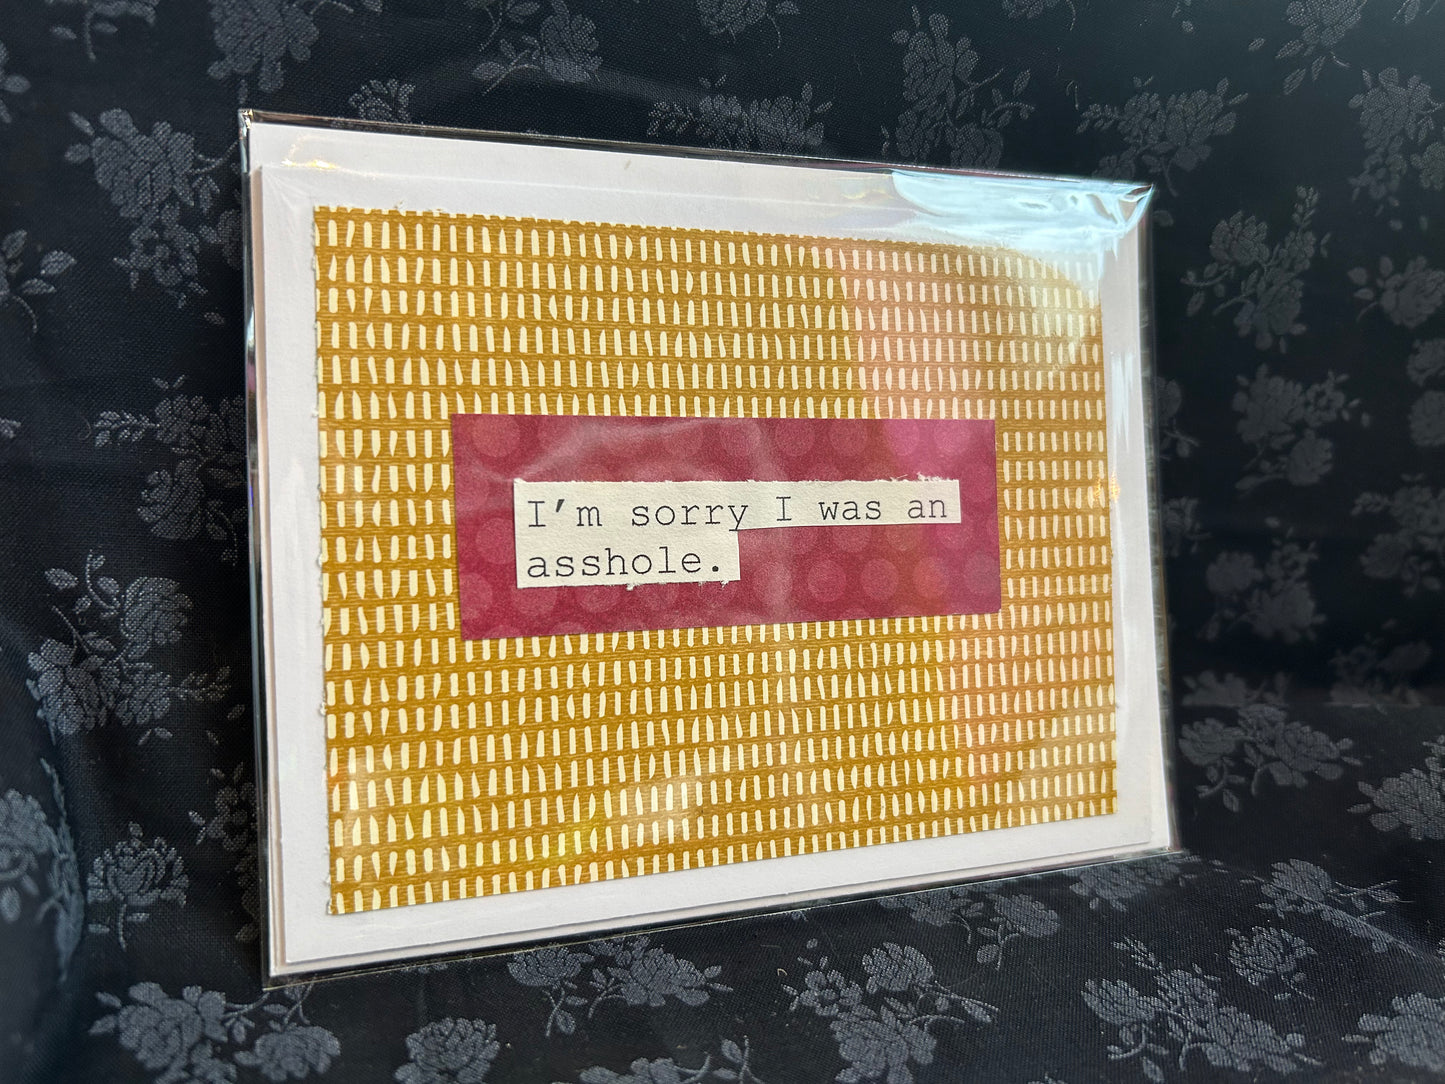 I'm sorry I was an
asshole.